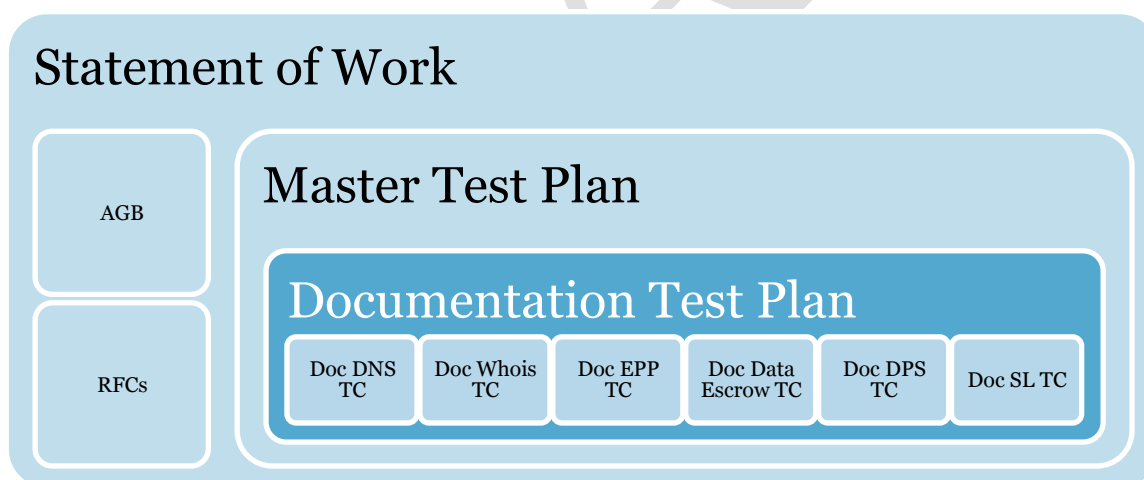 Statement of Work
AGB
RFCs
Master Test Plan
Documentation Test Plan
Doc DNS
TC
Doc Whois
TC
Doc EPP
TC
Doc Data
Escrow TC
Doc DPS
TC
Doc SL TC